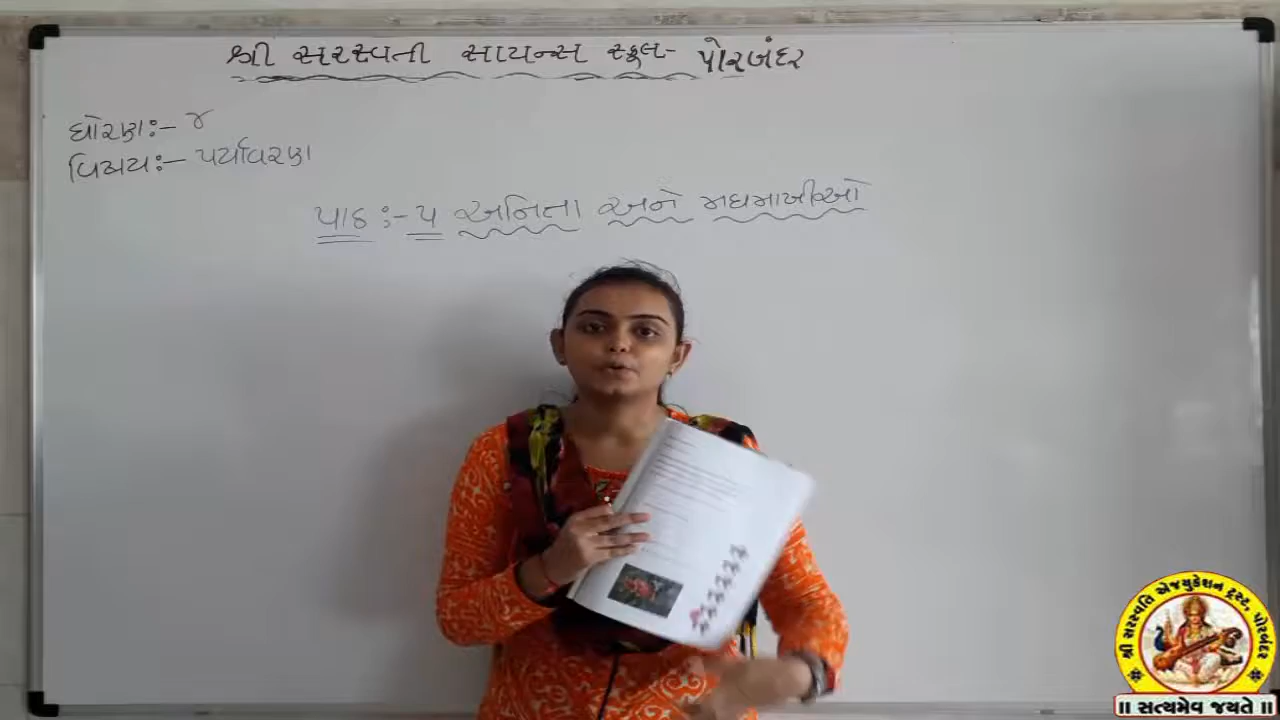 શ્રી સરસ્વતી સાયન્સ સ્કૂલ- પોરબંદર
ધોરણઃ- ૪
વિષયઃ- પર્યાવરણ
પાઠઃ- ૫ અનિતા અને મધમાખીઓ
શ્રી સરસ્વતિ એજ્યુકેશન ટ્રસ્ટ, પોરબંદર
॥ સત્યમેવ જયતે ॥